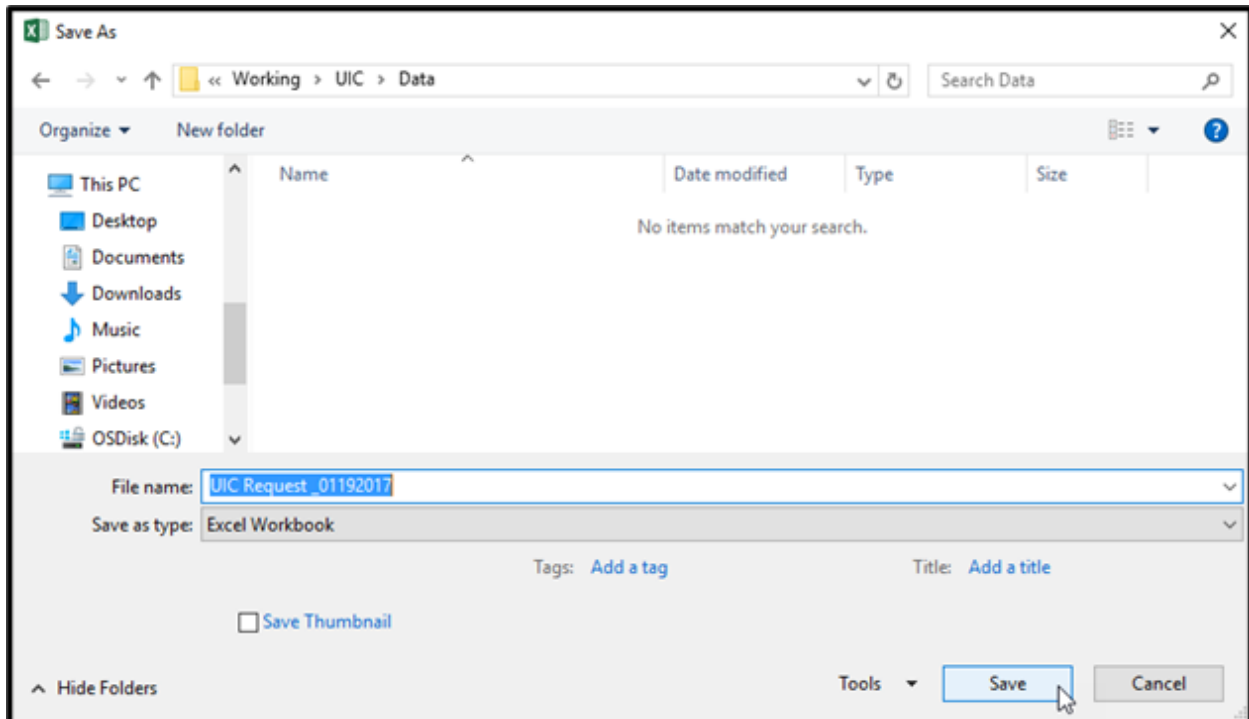 Save As
« Working > UIC > Data
Search Data
Organize
New folder
Name
Date modified
Type
Size
This PC
Desktop
Documents
Downloads
Music
Pictures
Videos
OSDisk (C:)
No items match your search.
File name: UIC Request _01192017
Save as type: Excel Workbook
Tags: Add a tag
Title: Add a title
Save Thumbnail
Hide Folders
Tools
Save
Cancel